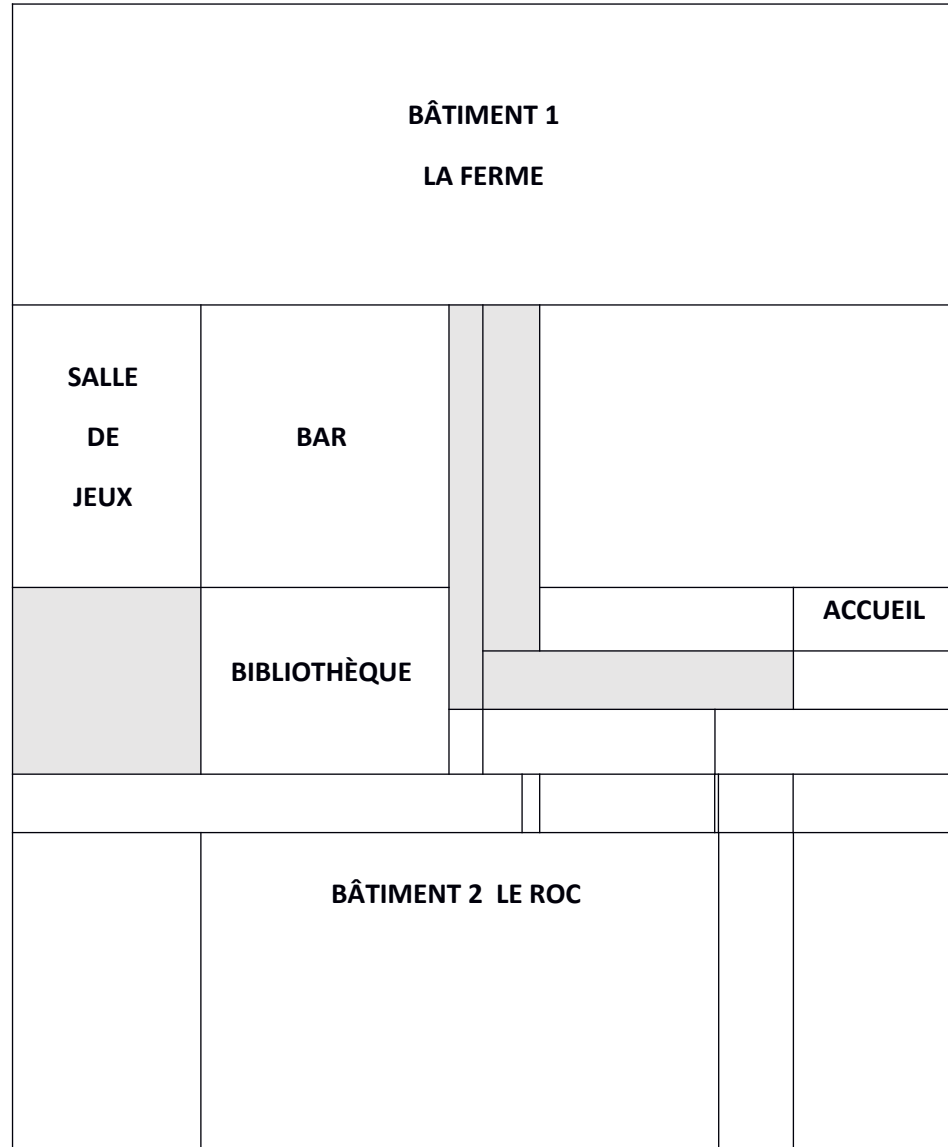 BÂTIMENT 1
LA FERME
SALLE
DE
JEUX
BAR
ACCUEIL
BIBLIOTHÈQUE
BÂTIMENT 2 LE ROC